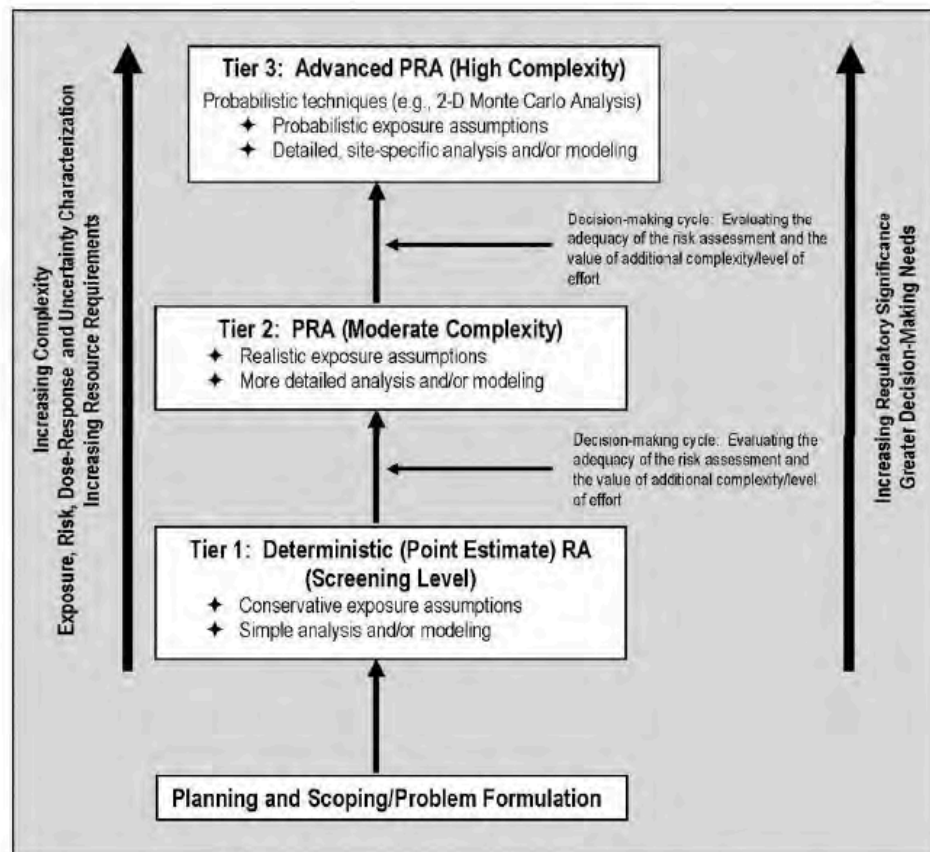 Tier 3: Advanced PRA (High Complexity)
Probabilistic techniques (e.g., 2-D Monte Carlo Analysis)
✦ Probabilistic exposure assumptions
✦ Detailed, site-specific analysis and/or modeling
Decision-making cycle: Evaluating the
adequacy of the risk assessment and the
value of additional complexity/level of
effort
Tier 2: PRA (Moderate Complexity)
✦ Realistic exposure assumptions
✦ More detailed analysis and/or modeling
Decision-making cycle: Evaluating the
adequacy of the risk assessment and
the value of additional complexity/level
of effort
Tier 1: Deterministic (Point Estimate) RA
(Screening Level)
✦ Conservative exposure assumptions
✦ Simple analysis and/or modeling
Planning and Scoping/Problem Formulation
Increasing Complexity
Exposure, Risk, Dose-Response and Uncertainty Characterization
Increasing Resource Requirements
Increasing Regulatory Significance
Greater Decision-Making Needs